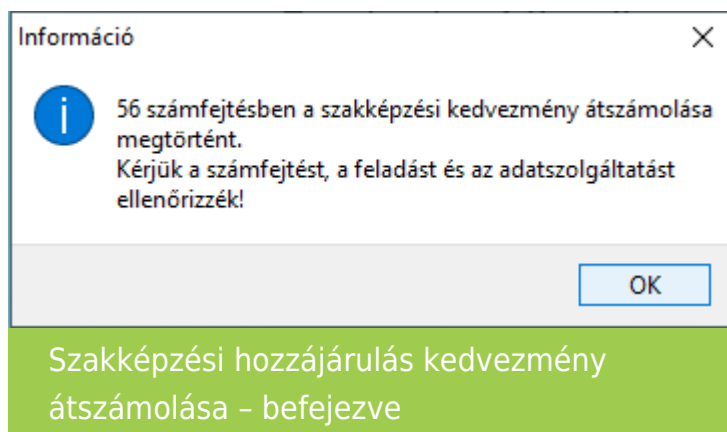 Információ
56 számfejtésben a szakképzési kedvezmény átszámolása
megtörtént.
Kérjük a számfejtést, a feladást és az adatszolgáltatást
ellenőrizzék!
OK
Szakképzési hozzájárulás kedvezmény
átszámolása – befejezve